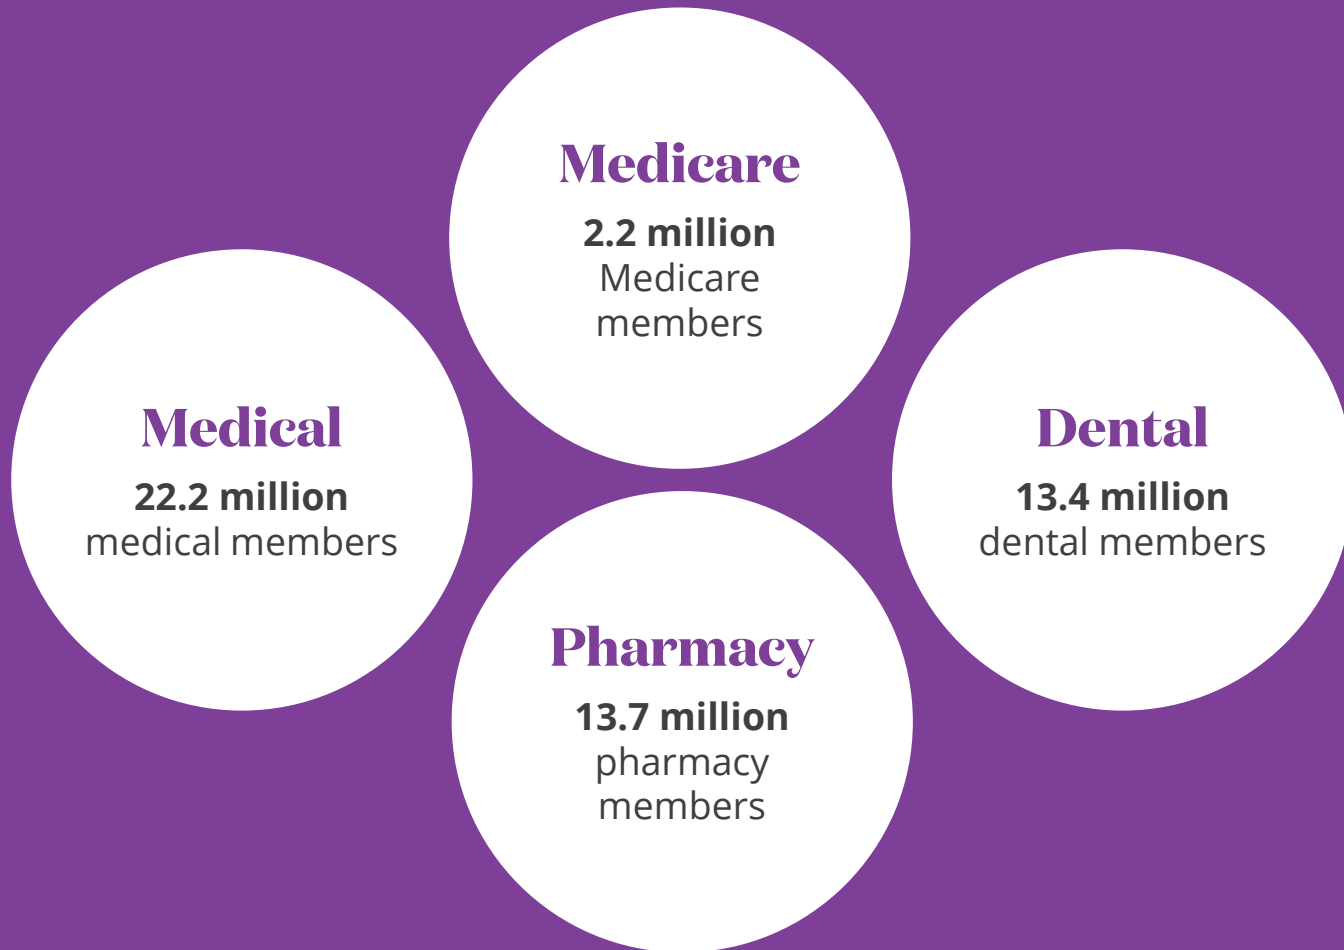 Medicare
2.2 million
Medicare
members
Medical
22.2 million
medical members
Dental
13.4 million
dental members
Pharmacy
13.7 million
pharmacy
members